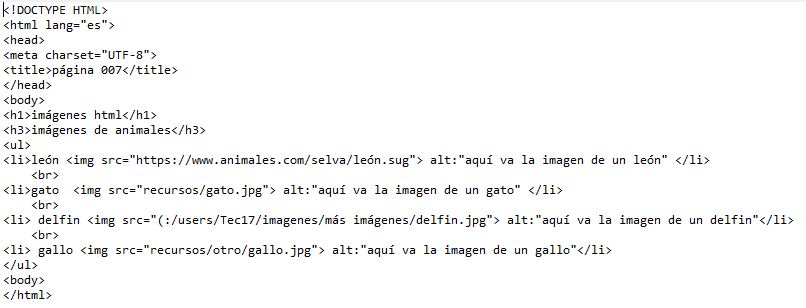 <!DOCTYPE HTML>
<html lang="es">
<head>
<meta charset="UTF-8">
<title>página 007</title>
</head>
<body>
<h1>imágenes html</h1>
<h3>imágenes de animales</h3>
<ul>
<li>león <img src="https://www.animales.com/selva/león.sug"> alt:"aquí va la imagen de un león" </li>
    <br>
<li>gato  <img src="recursos/gato.jpg"> alt:"aquí va la imagen de un gato" </li>
    <br>
<li> delfin <img src="(:/users/Tec17/imagenes/más imágenes/delfin.jpg"> alt:"aquí va la imagen de un delfin"</li>
    <br>
<li> gallo <img src="recursos/otro/gallo.jpg"> alt:"aquí va la imagen de un gallo"</li>
</ul>
<body>
</html>